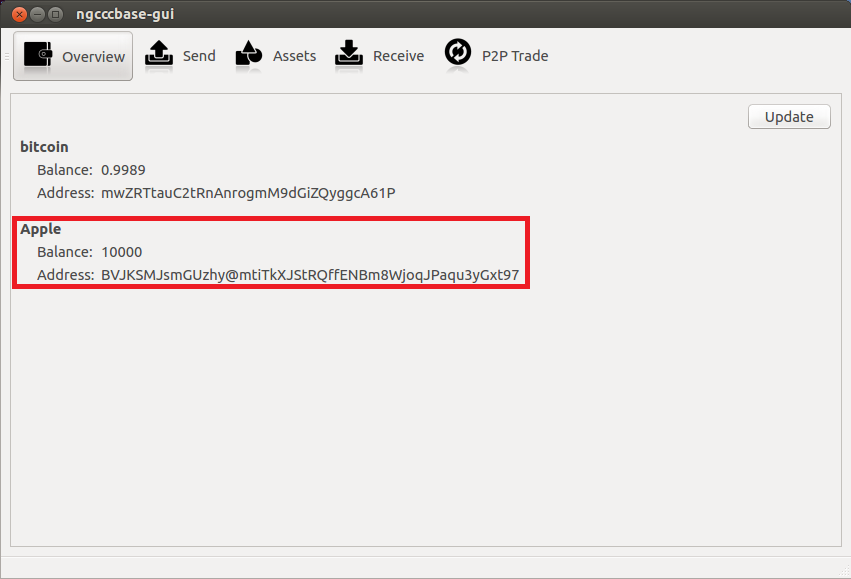 ngcccbase-gui
Overview Send Assets Receive P2P Trade
Update
bitcoin
Balance: 0.9989
Address: mwZRTtauC2tRnAnrogmM9dGiZQyggcA61P
Apple
Balance: 10000
Address: BVJKSMJsmGUzhy@mtiTkXJStRQffENBm8WjoqJPaqu3yGxt97